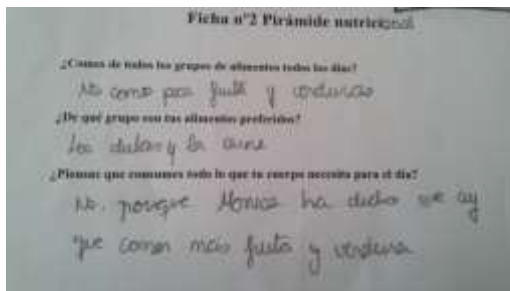 Ficha nº2 Pirámide nutricional
¿Comes de todos los grupos de alimentos todos los días?
No como poca fruta y verduras
¿De qué grupo son tus alimentos preferidos?
Los dulces y la carne
¿Piensas que consumes todo lo que tu cuerpo necesita para el día?
No, porque Monica ha dicho que ay
que comer más fruta y verdura